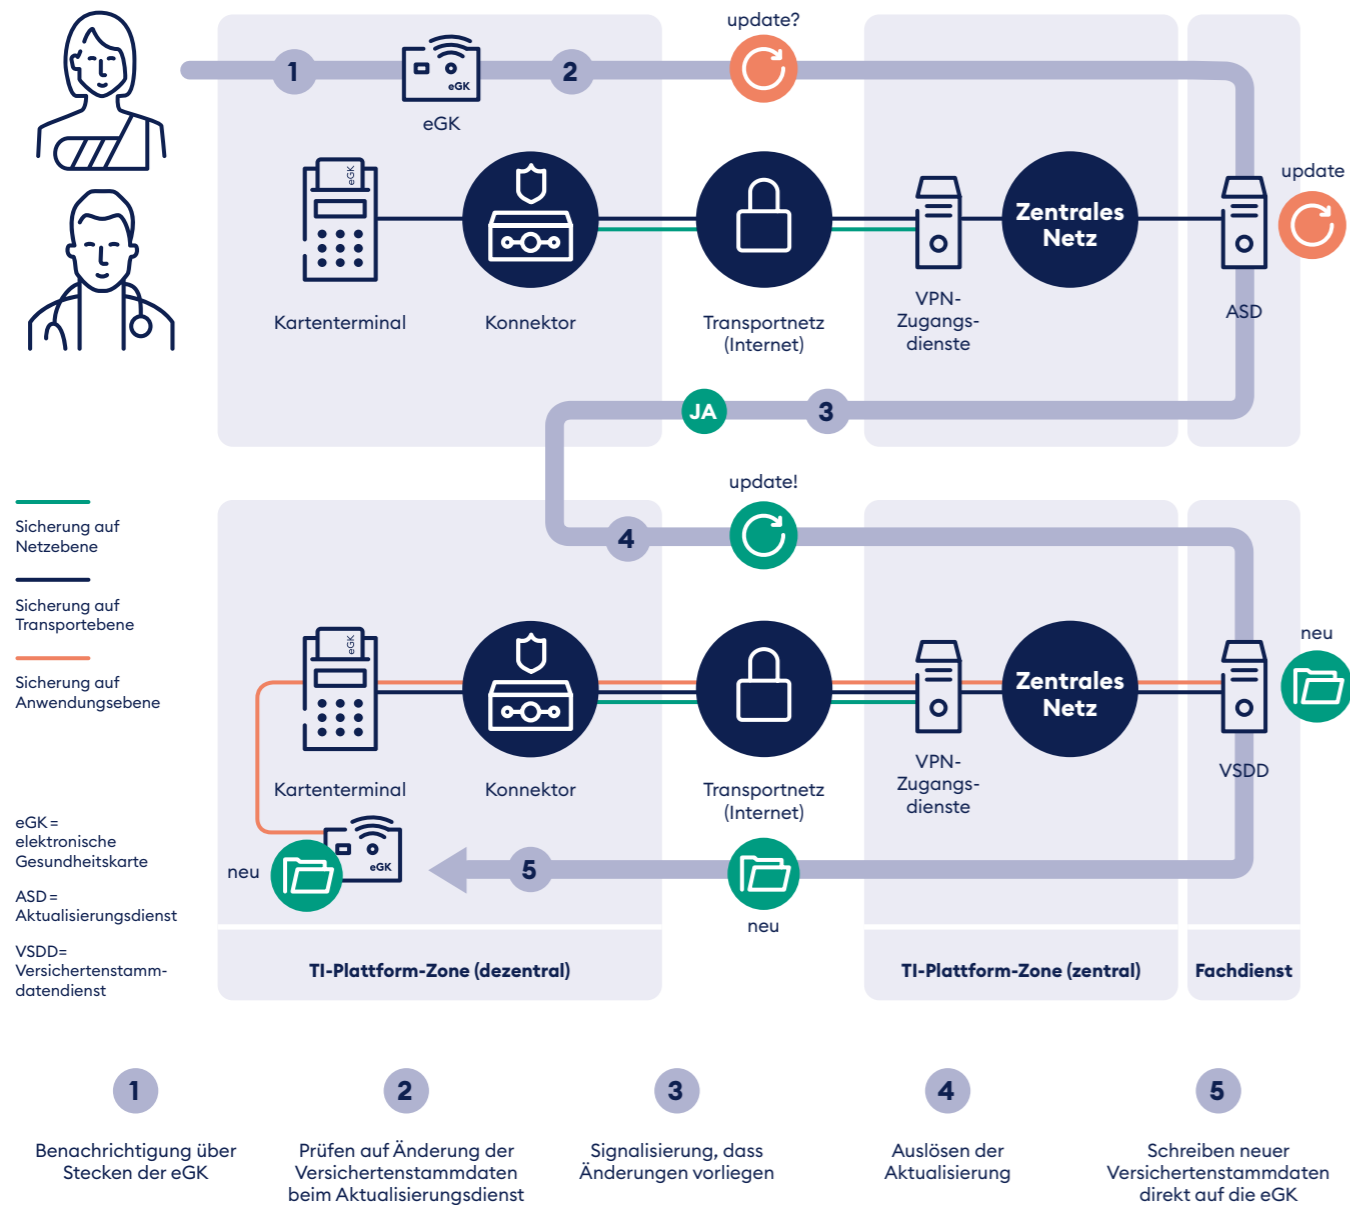 update?
1
2
eGK
eGK
eGK
update
Zentrales
Netz
Kartenterminal
Konnektor
Transportnetz
(Internet)
VPN-
Zugangs-
dienste
ASD
JA
3
update!
4
Sicherung auf
Netzebene
Sicherung auf
Transportebene
Sicherung auf
Anwendungsebene
eGK
Zentrales
Netz
neu
Kartenterminal
Konnektor
Transportnetz
(Internet)
VPN-
Zugangs-
dienste
VSDD
eGK =
elektronische
Gesundheitskarte
ASD =
Aktualisierungsdienst
VSDD=
Versichertenstamm-
datendienst
neu
eGK
5
neu
TI-Plattform-Zone (dezentral)
TI-Plattform-Zone (zentral)
Fachdienst
1
Benachrichtigung über
Stecken der eGK
2
Prüfen auf Änderung der
Versichertenstammdaten
beim Aktualisierungsdienst
3
Signalisierung, dass
Änderungen vorliegen
4
Auslösen der
Aktualisierung
5
Schreiben neuer
Versichertenstammdaten
direkt auf die eGK